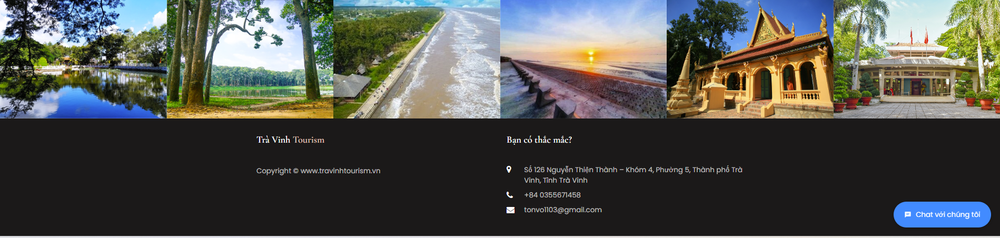 Trà Vinh Tourism
Copyright © www.travinhtourism.vn
Bạn có thắc mắc?
Số 126 Nguyễn Thiện Thành – Khóm 4, Phường 5, Thành phố Trà
Vinh, Tỉnh Trà Vinh
+84 0355671458
tonvo1103@gmail.com
Chat với chúng tôi